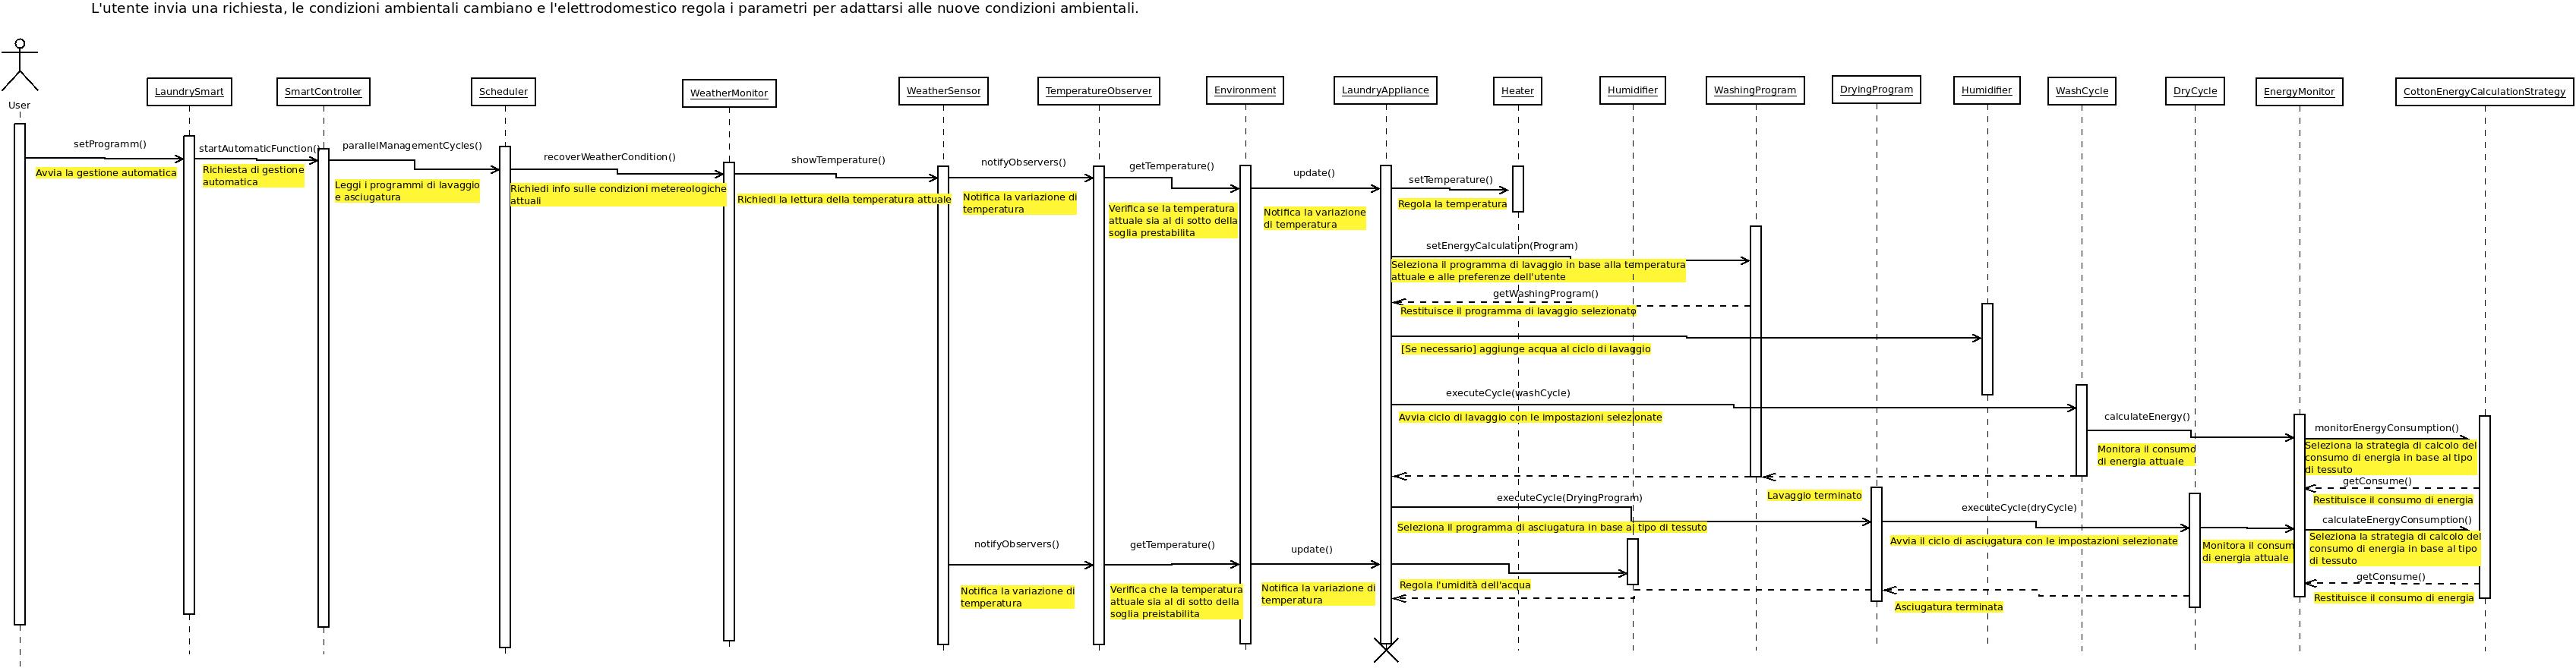 L'utente invia una richiesta, le condizioni ambientali cambiano e l'elettrodomestico regola i parametri per adattarsi alle nuove condizioni ambientali.
User
LaundrySmart
SmartController
Scheduler
WeatherMonitor
WeatherSensor
TemperatureObserver
Environment
LaundryAppliance
Heater
Humidifier
WashingProgram
DryingProgram
Humidifier
WashCycle
DryCycle
EnergyMonitor
CottonEnergyCalculationStrategy
setProgramm()
Avvia la gestione automatica
startAutomaticFunction()
Richiesta di gestione
automatica
parallelManagementCycles()
Leggi i programmi di lavaggio
e asciugatura
recoverWeatherCondition()
Richiedi info sulle condizioni metereologiche
attuali
showTemperature()
Richiedi la lettura della temperatura attuale
notifyObservers()
Notifica la variazione di
temperatura
getTemperature()
Verifica se la temperatura
attuale sia al di sotto della
soglia prestabilita
update()
Notifica la variazione
di temperatura
setTemperature()
Regola la temperatura
setEnergyCalculation(Program)
Seleziona il programma di lavaggio in base alla temperatura
attuale e alle preferenze dell'utente
getWashingProgram()
Restituisce il programma di lavaggio selezionato
[Se necessario] aggiunge acqua al ciclo di lavaggio
executeCycle(washCycle)
Avvia ciclo di lavaggio con le impostazioni selezionate
calculateEnergy()
Monitora il consumo
di energia attuale
monitorEnergyConsumption()
Seleziona la strategia di calcolo del
consumo di energia in base al tipo
di tessuto
getConsume()
Restituisce il consumo di energia
Lavaggio terminato
executeCycle(DryingProgram)
Seleziona il programma di asciugatura in base al tipo di tessuto
executeCycle(dryCycle)
Avvia il ciclo di asciugatura con le impostazioni selezionate
Monitora il consum
di energia attuale
calculateEnergyConsumption()
Seleziona la strategia di calcolo del
consumo di energia in base al tipo
di tessuto
getConsume()
Restituisce il consumo di energia
notifyObservers()
Notifica la variazione di
temperatura
getTemperature()
Verifica che la temperatura
attuale sia al di sotto della
soglia preistabilita
update()
Notifica la variazione di
temperatura
Regola l'umidità dell'acqua
Asciugatura terminata